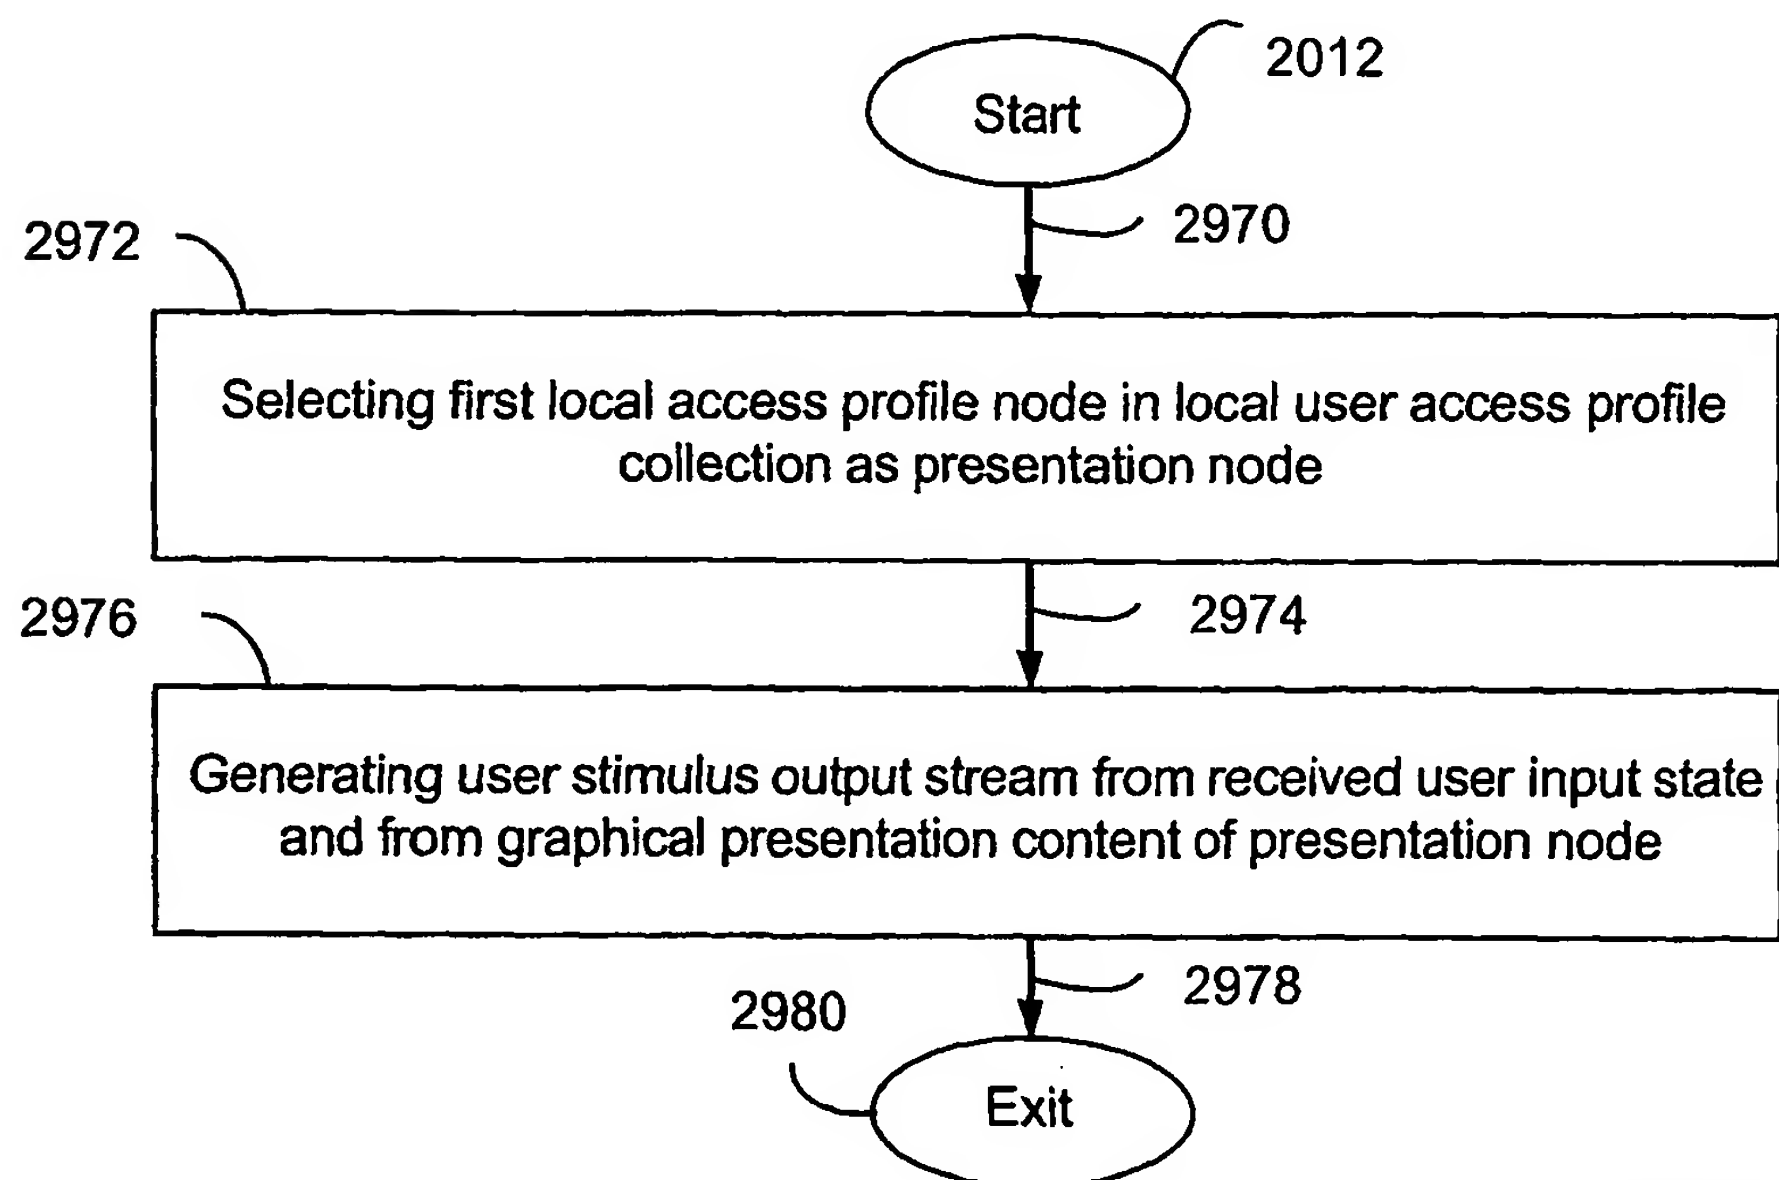 2012
Start
2970
2972
Selecting first local access profile node in local user access profile
collection as presentation node
2974
2976
Generating user stimulus output stream from received user input state
and from graphical presentation content of presentation node
2978
2980
Exit